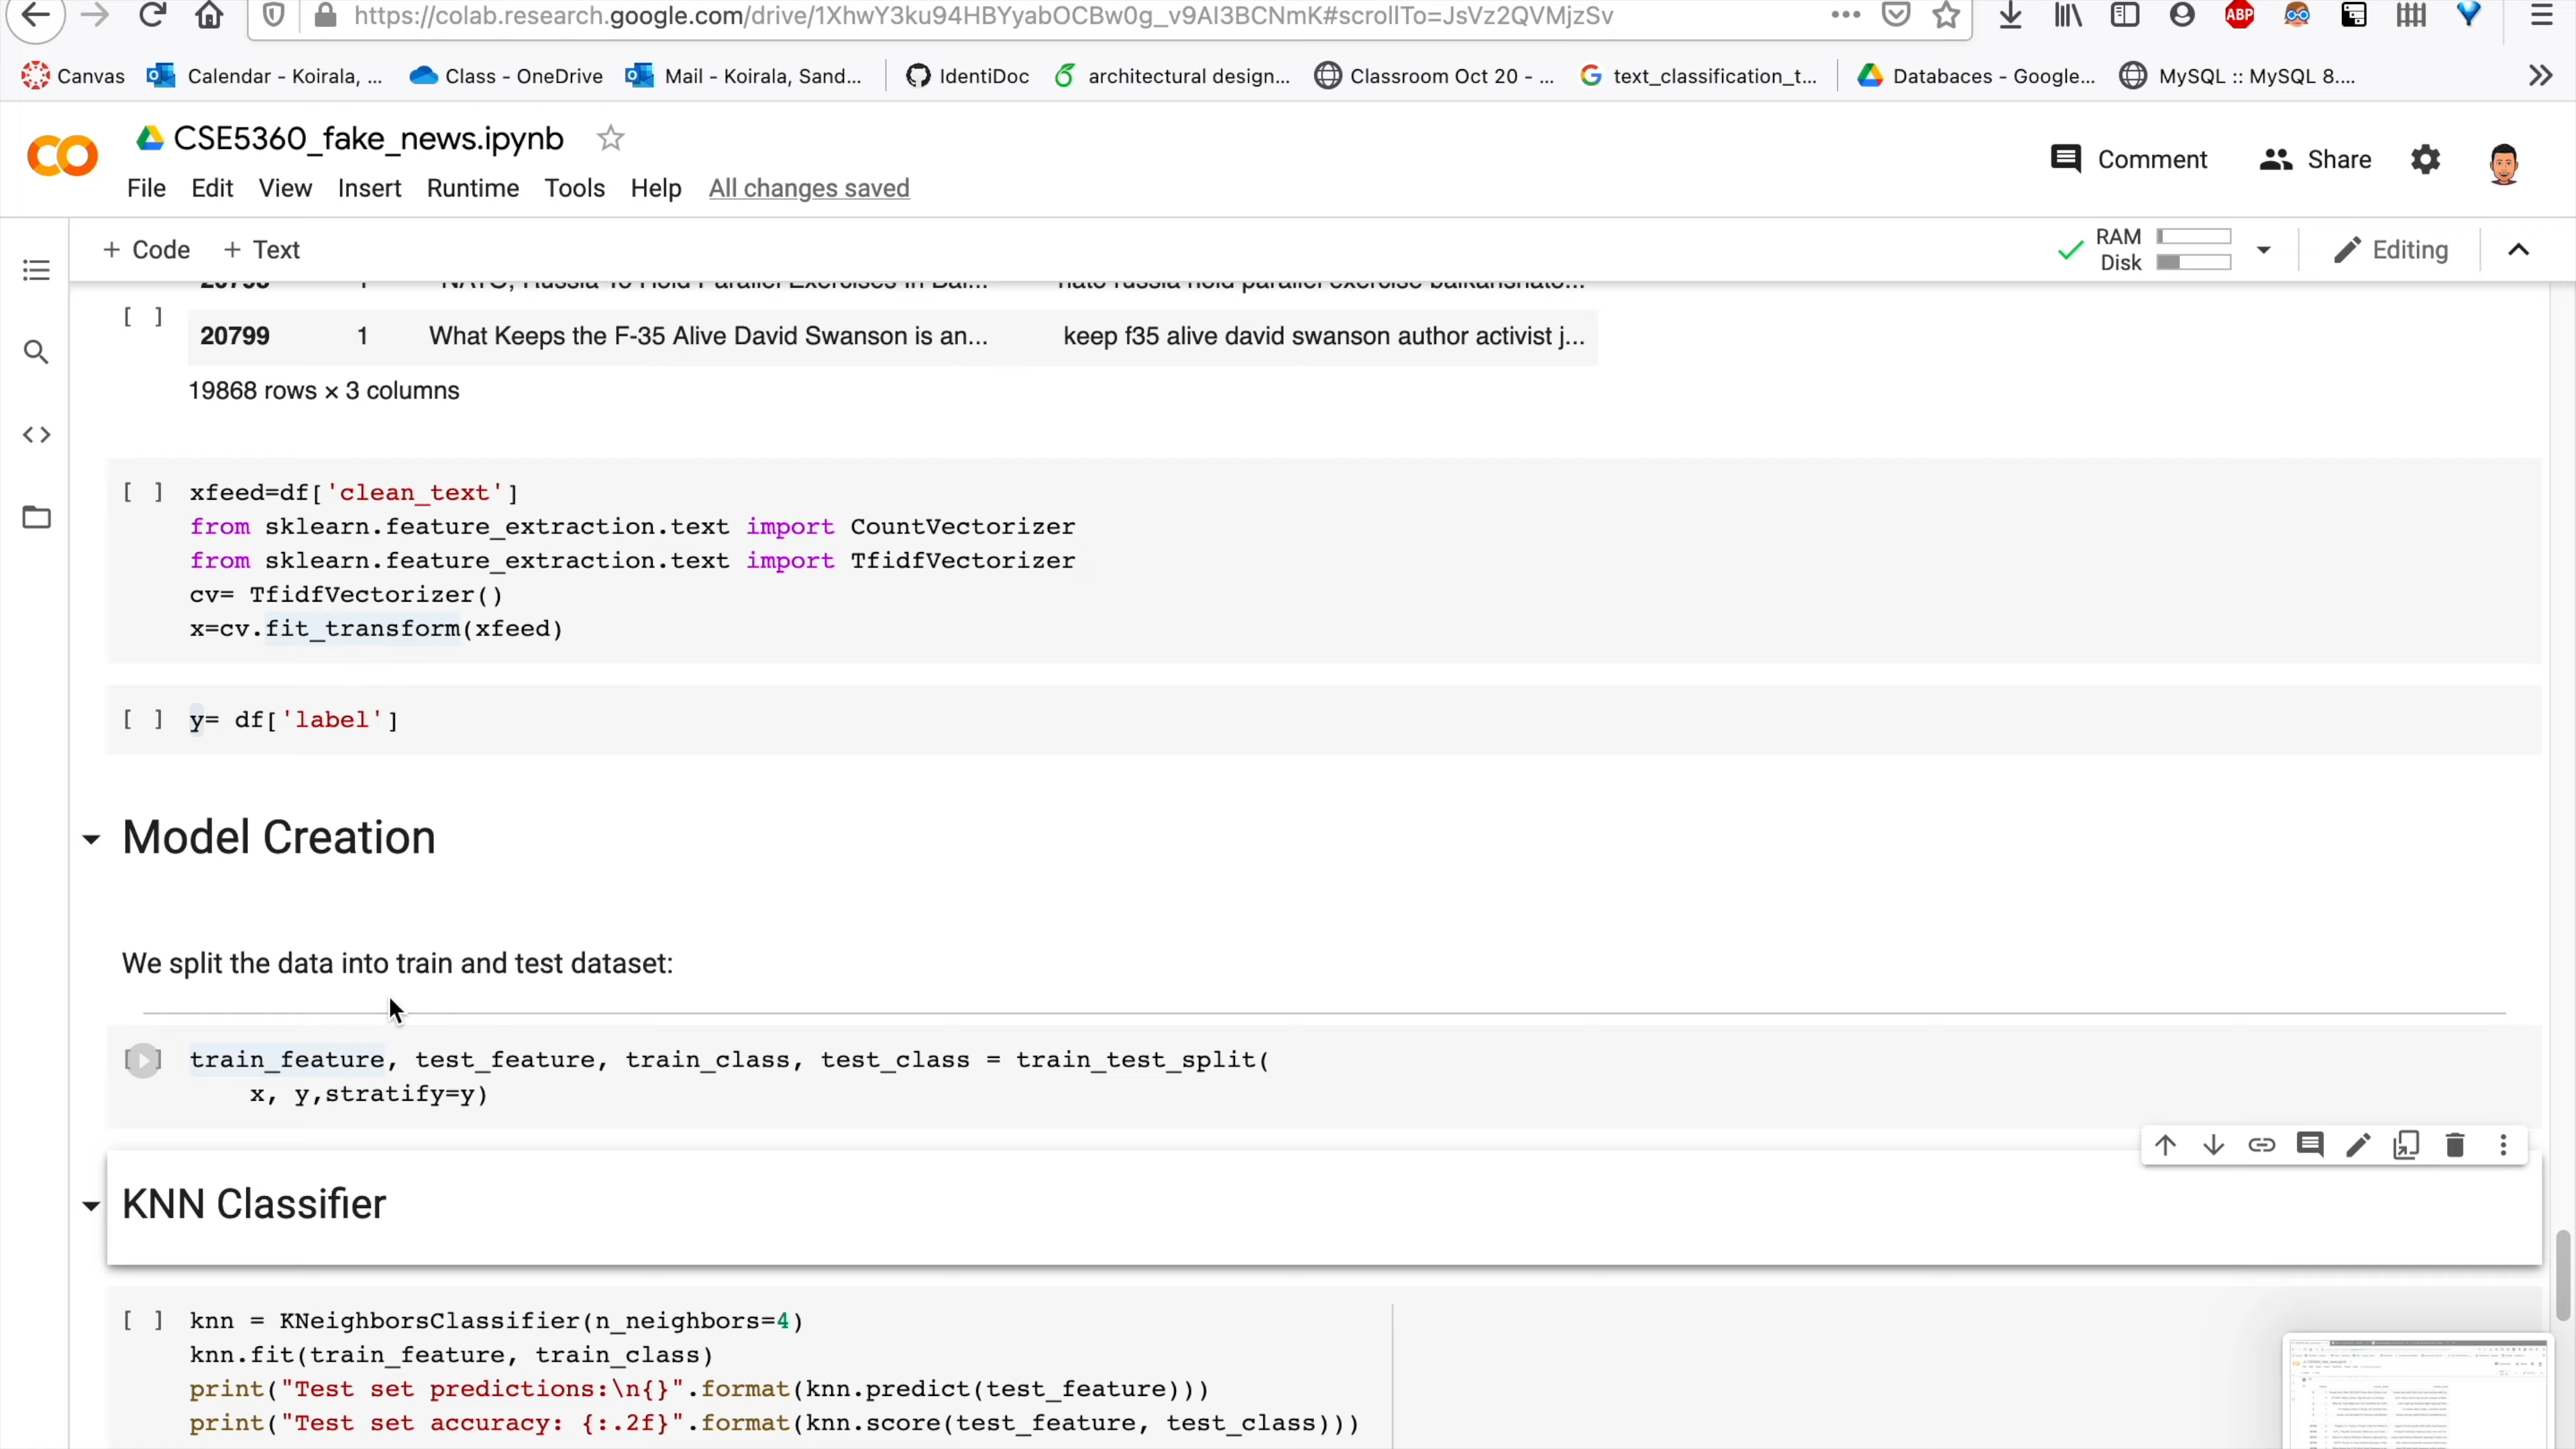 https://colab.research.google.com/drive/1XhwY3ku94HBYyabOCBw0g_v9AI3BCNmK#scrollTo=JsVz2QVMjzSv
ABP
Canvas Calendar - Koirala, ... Class - OneDrive Mail - Koirala, Sand... IdentiDoc architectural design... Classroom Oct 20 - ... text_classification_t... Databaces - Google... MySQL :: MySQL 8....
CSE5360_fake_news.ipynb
Comment Share
File Edit View Insert Runtime Tools Help All changes saved
+ Code + Text RAM Disk Editing
[ ] 20799 1 What Keeps the F-35 Alive David Swanson is an... keep f35 alive david swanson author activist j...
19868 rows × 3 columns
[ ] xfeed=df['clean_text']
from sklearn.feature_extraction.text import CountVectorizer
from sklearn.feature_extraction.text import TfidfVectorizer
cv= TfidfVectorizer()
x=cv.fit_transform(xfeed)
[ ] y= df['label']
Model Creation
We split the data into train and test dataset:
[ ] train_feature, test_feature, train_class, test_class = train_test_split(
x, y,stratify=y)
KNN Classifier
[ ] knn = KNeighborsClassifier(n_neighbors=4)
knn.fit(train_feature, train_class)
print("Test set predictions:\n{}".format(knn.predict(test_feature)))
print("Test set accuracy: {:.2f}".format(knn.score(test_feature, test_class)))